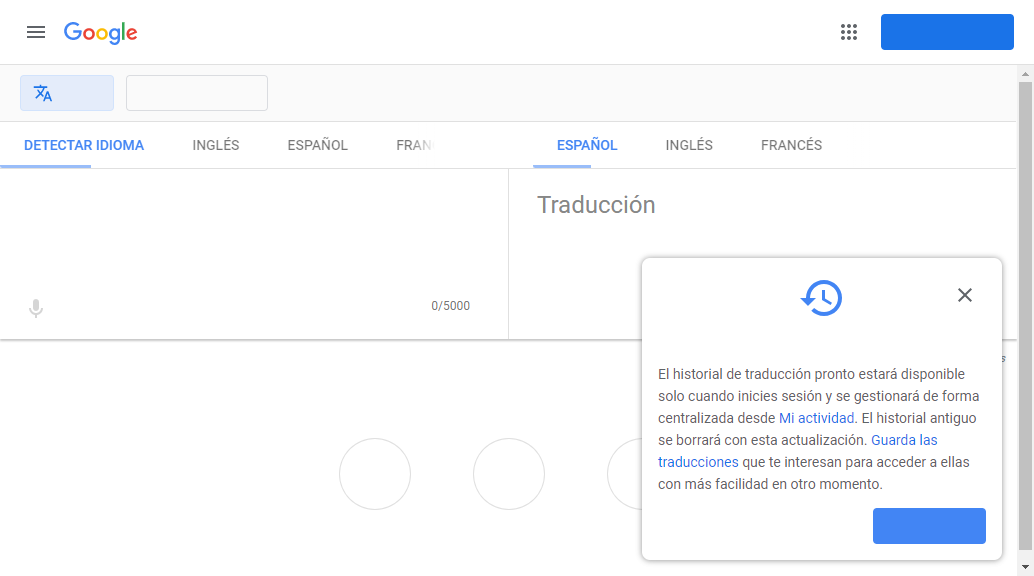 Google
DETECTAR IDIOMA INGLÉS ESPAÑOL FRAN
ESPAÑOL INGLÉS FRANCÉS
Traducción
0/5000
El historial de traducción pronto estará disponible
solo cuando inicies sesión y se gestionará de forma
centralizada desde Mi actividad. El historial antiguo
se borrará con esta actualización. Guarda las
traducciones que te interesan para acceder a ellas
con más facilidad en otro momento.